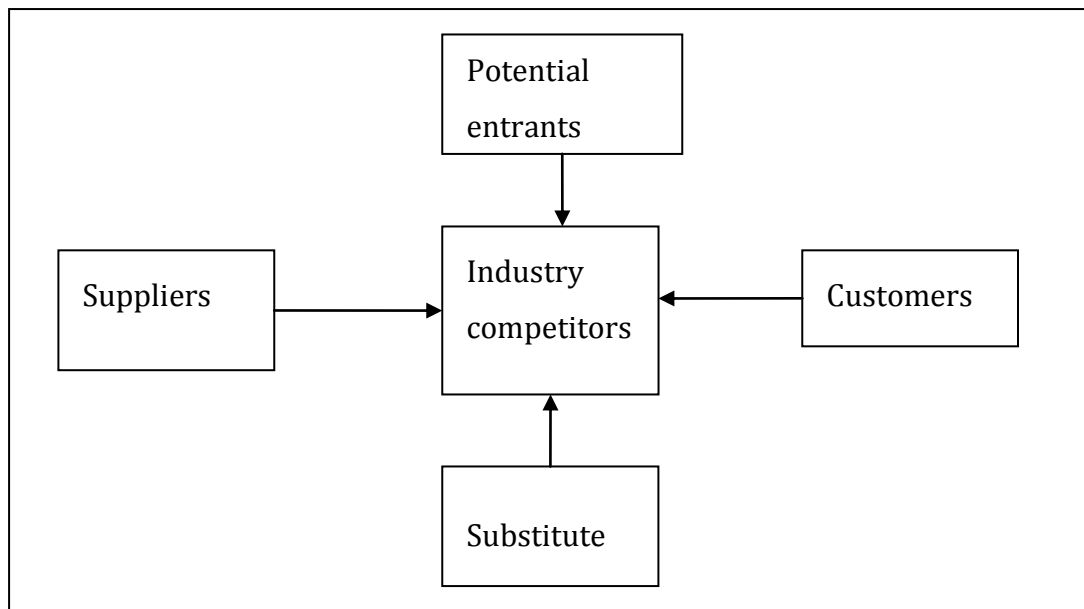 Potential
entrants
Suppliers
Industry
competitors
Customers
Substitute